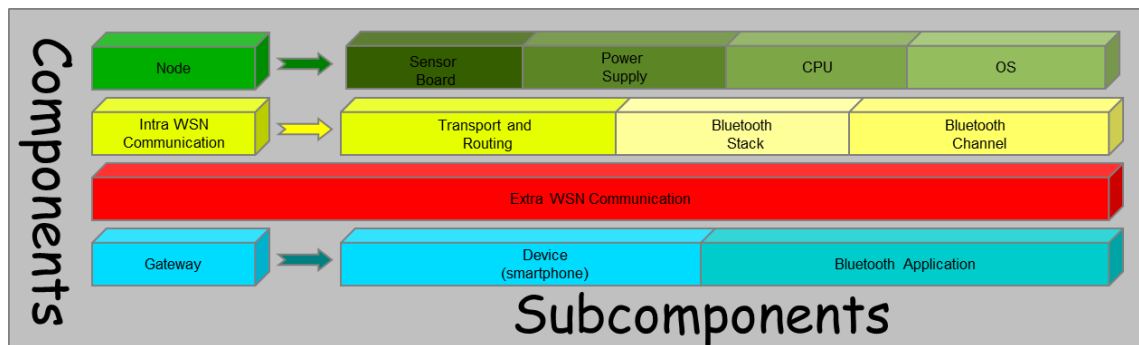 Components
Node
Sensor
Board
Power
Supply
CPU
OS
Intra WSN
Communication
Transport and
Routing
Bluetooth
Stack
Bluetooth
Channel
Extra WSN Communication
Gateway
Device
(smartphone)
Bluetooth Application
Subcomponents